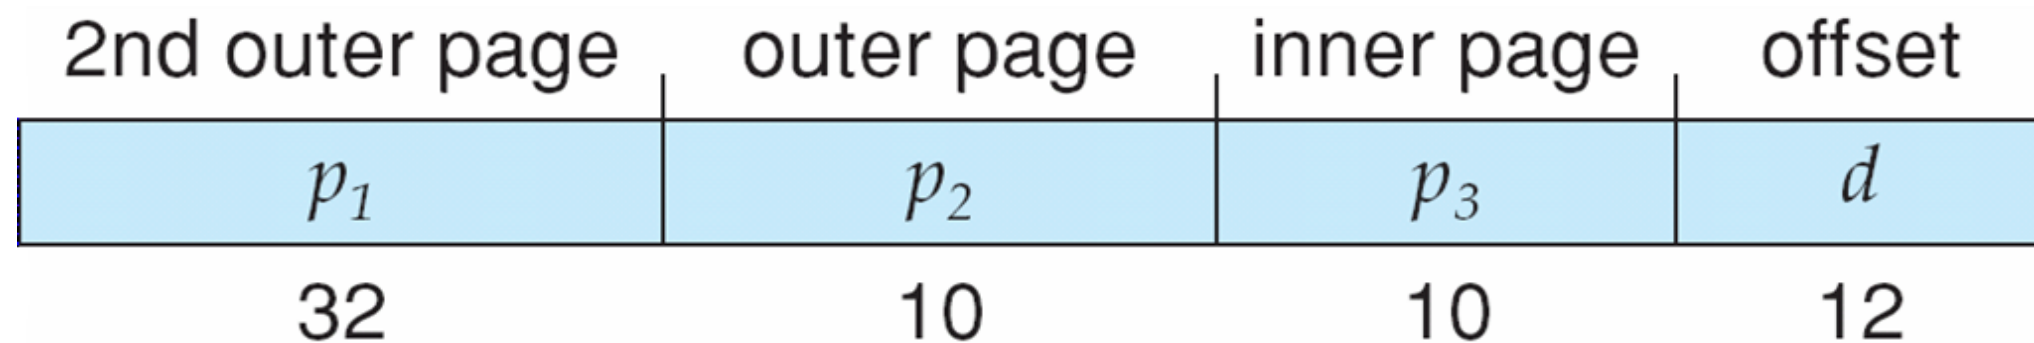 2nd outer page outer page inner page offset
p1 p2 p3 d
32 10 10 12